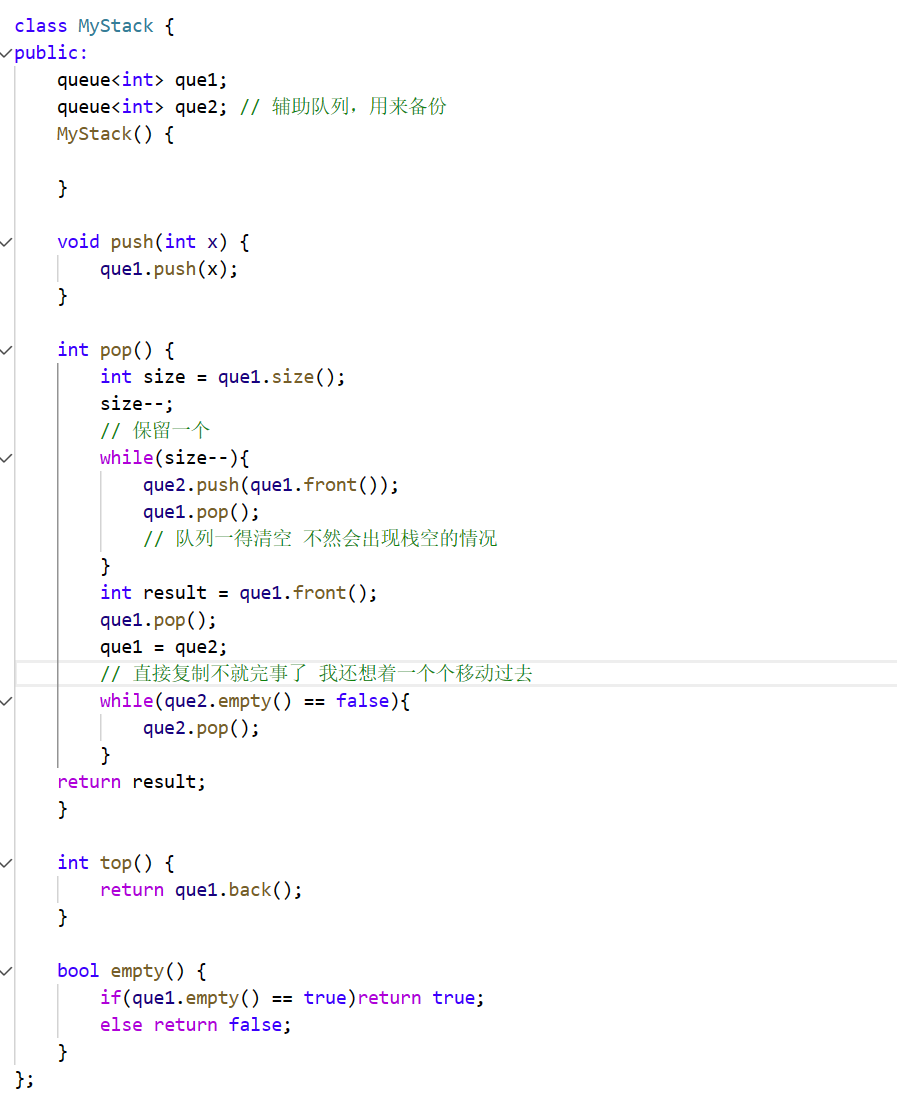 class MyStack {
public:
    queue<int> que1;
    queue<int> que2; // 辅助队列，用来备份
    MyStack() {

    }

    void push(int x) {
        que1.push(x);
    }

    int pop() {
        int size = que1.size();
        size--;
        // 保留一个
        while(size--){
            que2.push(que1.front());
            que1.pop();
            // 队列一得清空 不然会出现栈空的情况
        }
        int result = que1.front();
        que1.pop();
        que1 = que2;
        // 直接复制不就完事了 我还想着一个个移动过去
        while(que2.empty() == false){
            que2.pop();
        }
    return result;
    }

    int top() {
        return que1.back();
    }

    bool empty() {
        if(que1.empty() == true)return true;
        else return false;
    }
};